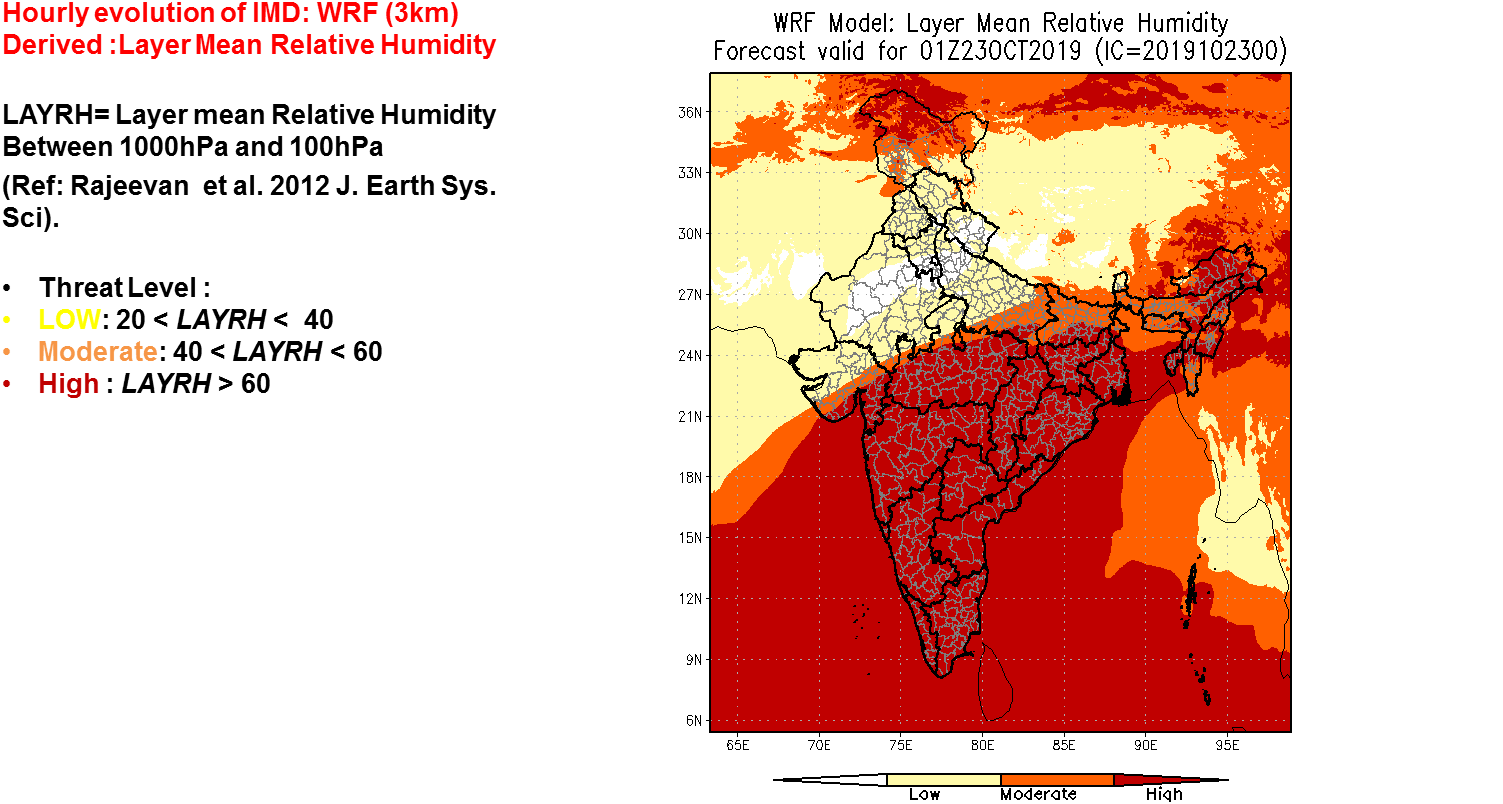 Hourly evolution of IMD: WRF (3km)
Derived :Layer Mean Relative Humidity
LAYRH= Layer mean Relative Humidity
Between 1000hPa and 100hPa
(Ref: Rajeevan et al. 2012 J. Earth Sys.
Sci).
• Threat Level :
• LOW: 20 < LAYRH < 40
• Moderate: 40 < LAYRH < 60
• High : LAYRH > 60
WRF Model: Layer Mean Relative Humidity
Forecast valid for 01Z23OCT2019 (IC=2019102300)
36N
33N
30N
27N
24N
21N
18N
15N
12N
9N
6N
65E 70E 75E 80E 85E 90E 95E
Low Moderate High